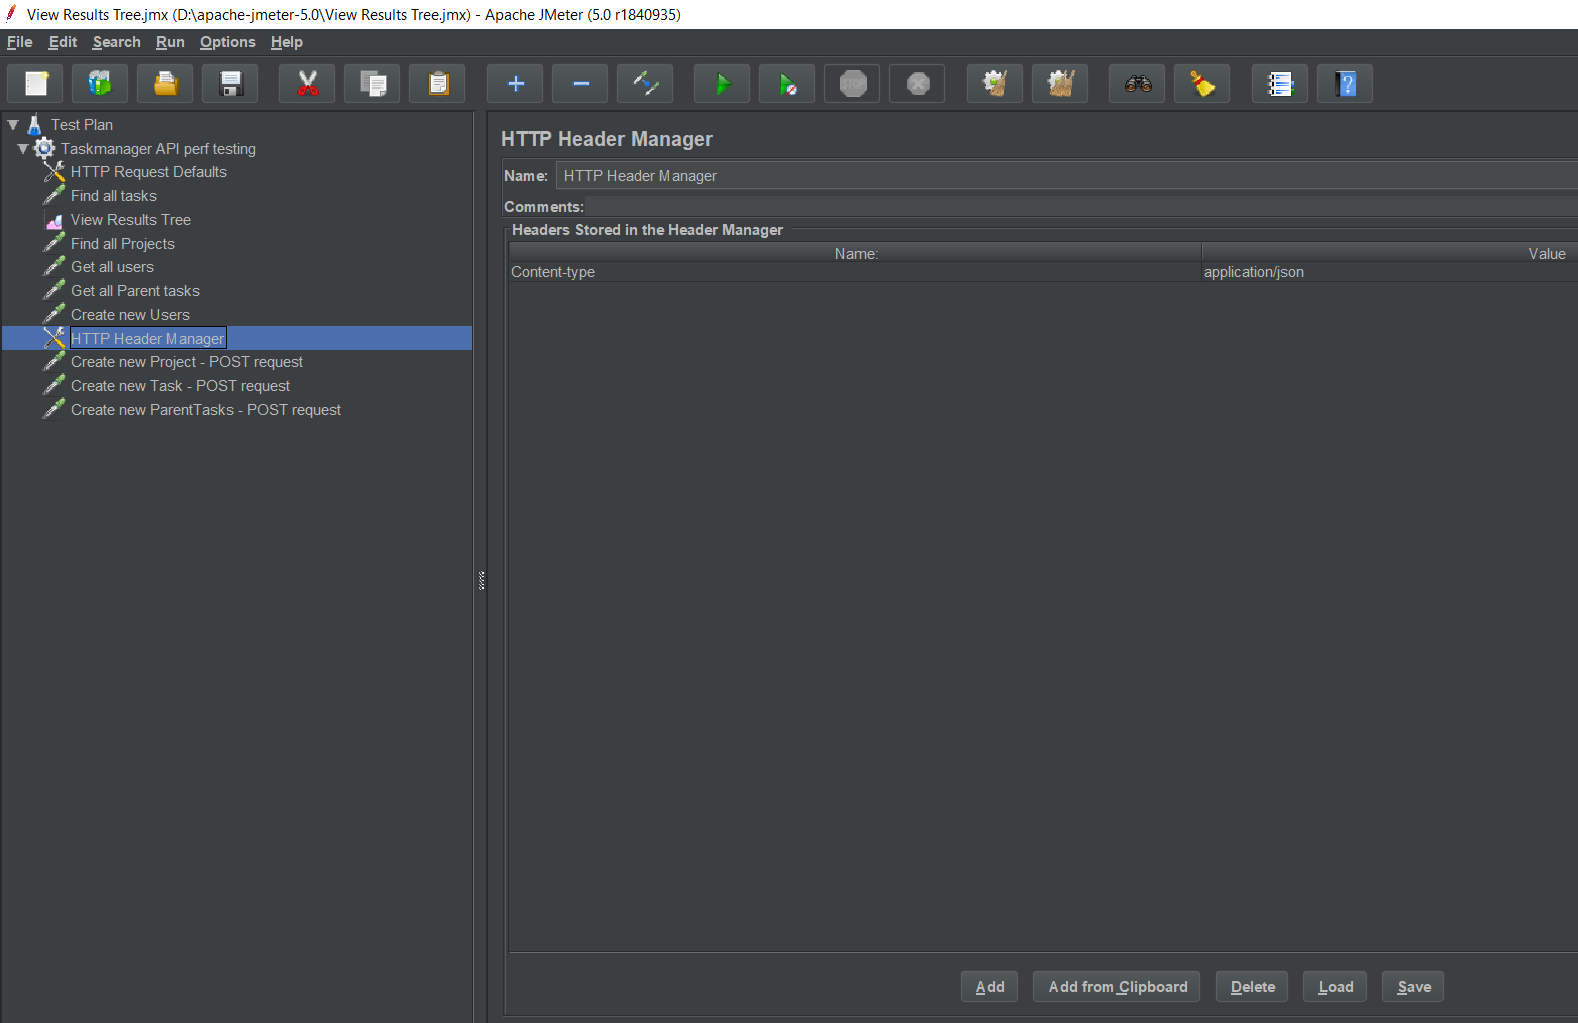 View Results Tree.jmx (D:\apache-jmeter-5.0\View Results Tree.jmx) - Apache JMeter (5.0 r1840935)
File Edit Search Run Options Help
STOP
Test Plan
Taskmanager API perf testing
HTTP Request Defaults
Find all tasks
View Results Tree
Find all Projects
Get all users
Get all Parent tasks
Create new Users
HTTP Header Manager
Create new Project - POST request
Create new Task - POST request
Create new ParentTasks - POST request
HTTP Header Manager
Name: HTTP Header Manager
Comments:
Headers Stored in the Header Manager
Name: Value
Content-type application/json
Add Add from Clipboard Delete Load Save